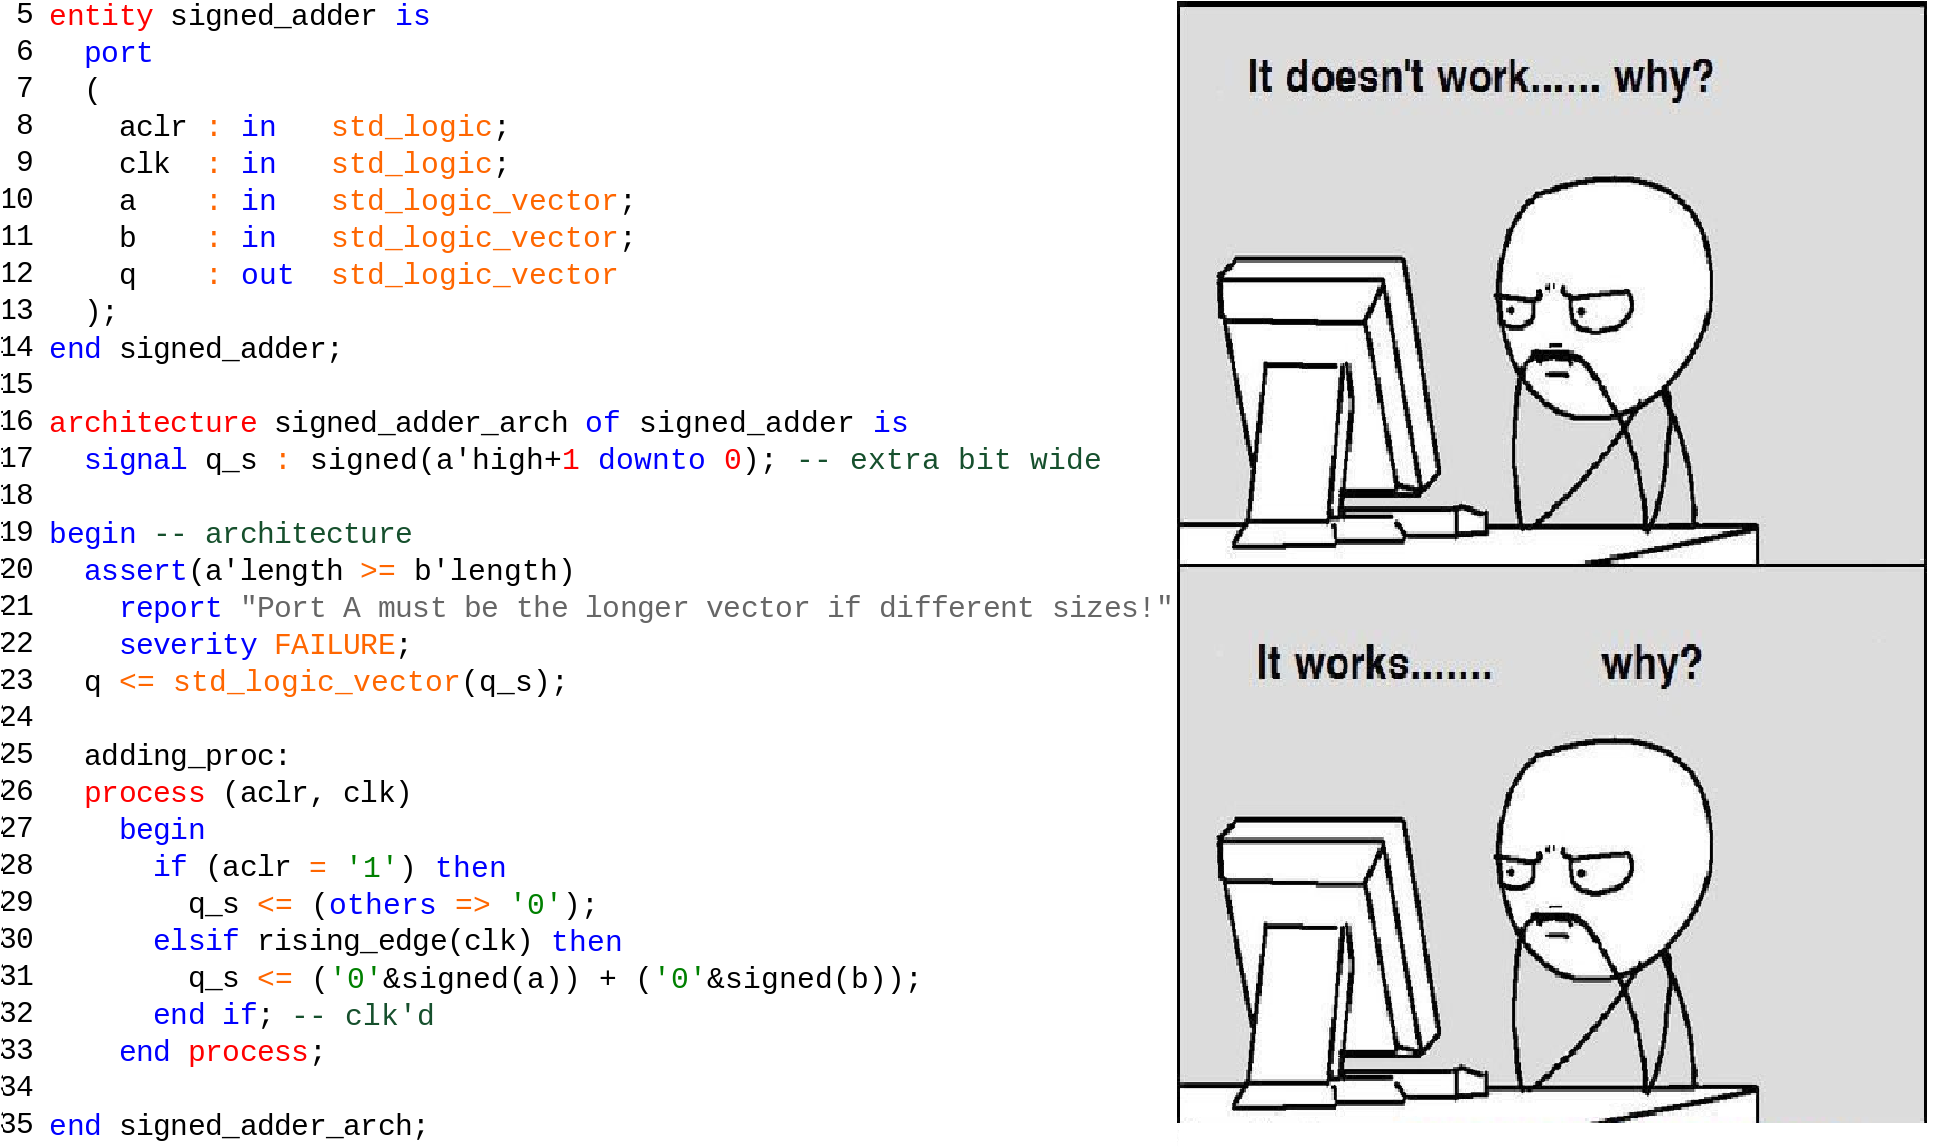 5 entity signed_adder is
6   port
7   (
8     aclr : in   std_logic;
9     clk  : in   std_logic;
10     a    : in   std_logic_vector;
11     b    : in   std_logic_vector;
12     q    : out  std_logic_vector
13   );
14 end signed_adder;
15
16 architecture signed_adder_arch of signed_adder is
17   signal q_s : signed(a'high+1 downto 0); -- extra bit wide
18
19 begin -- architecture
20   assert(a'length >= b'length)
21     report "Port A must be the longer vector if different sizes!"
22     severity FAILURE;
23   q <= std_logic_vector(q_s);
24
25   adding_proc:
26   process (aclr, clk)
27     begin
28       if (aclr = '1') then
29         q_s <= (others => '0');
30       elsif rising_edge(clk) then
31         q_s <= ('0'&signed(a)) + ('0'&signed(b));
32       end if; -- clk'd
33     end process;
34
35 end signed_adder_arch;
It doesn't work...... why?
It works....... why?